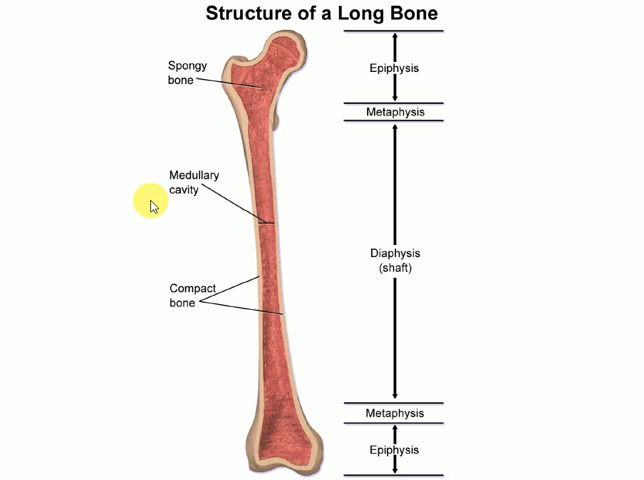 Structure of a Long Bone
Spongy
bone
Epiphysis
Metaphysis
Medullary
cavity
Diaphysis
(shaft)
Compact
bone
Metaphysis
Epiphysis